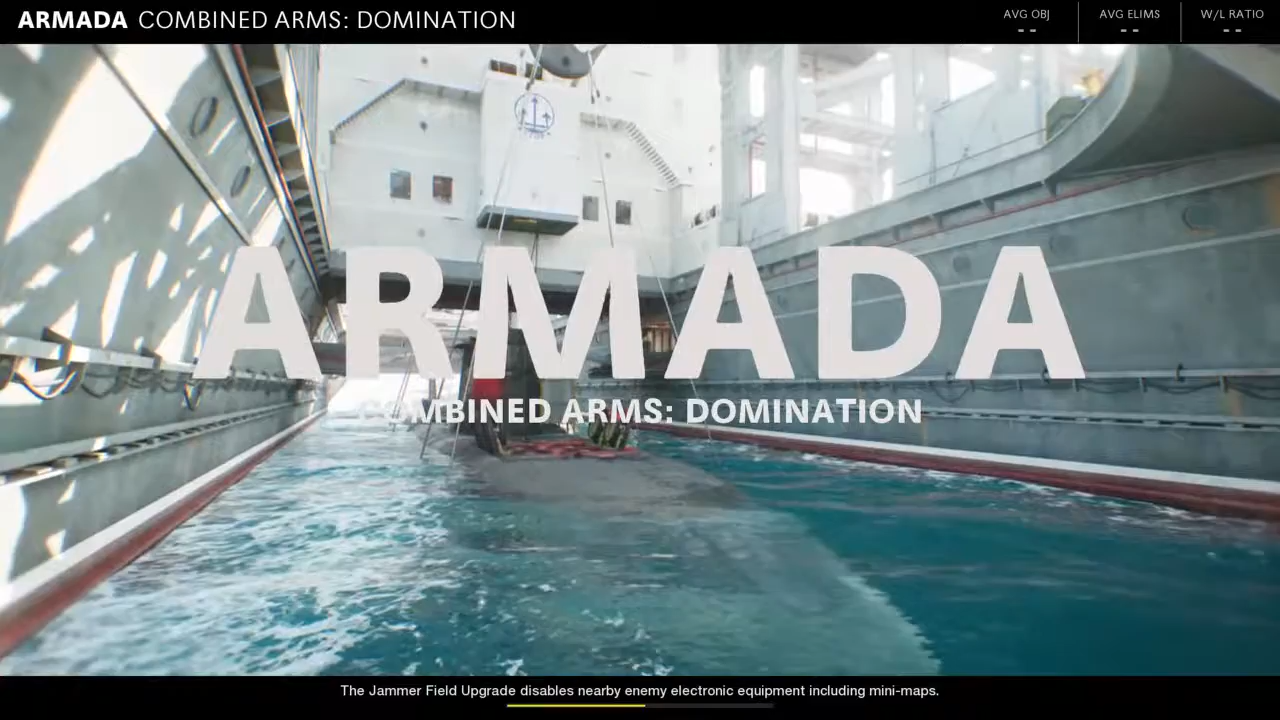 ARMADA COMBINED ARMS: DOMINATION
AVG OBJ AVG ELIMS W/L RATIO
-- -- --
ARMADA
COMBINED ARMS: DOMINATION
The Jammer Field Upgrade disables nearby enemy electronic equipment including mini-maps.